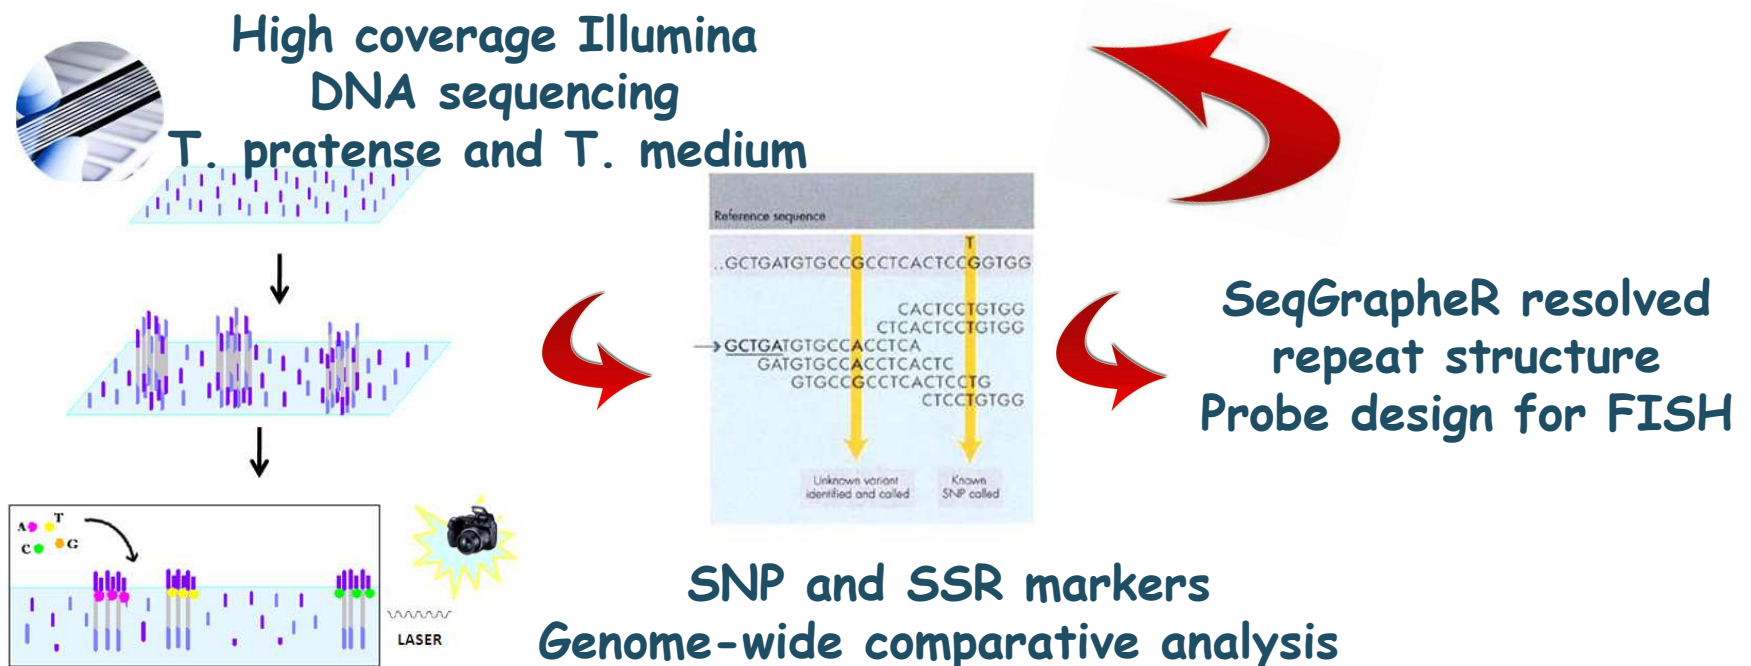 High coverage Illumina
DNA sequencing
T. pratense and T. medium
Reference sequence
T
..GCTGATGTGCCGCCTCACTCCGGTGG
CACTCCTGTGG
CTCACTCCTGTGG
GCTGATGTGCCACCTCA
GATGTGCCACCTCACTC
GTGCCGCCTCACTCCTG
CTCCTGTGG
Unknown variant
identified and called
Known
SNP called
SeqGrapheR resolved
repeat structure
Probe design for FISH
A T
C G
LASER
SNP and SSR markers
Genome-wide comparative analysis